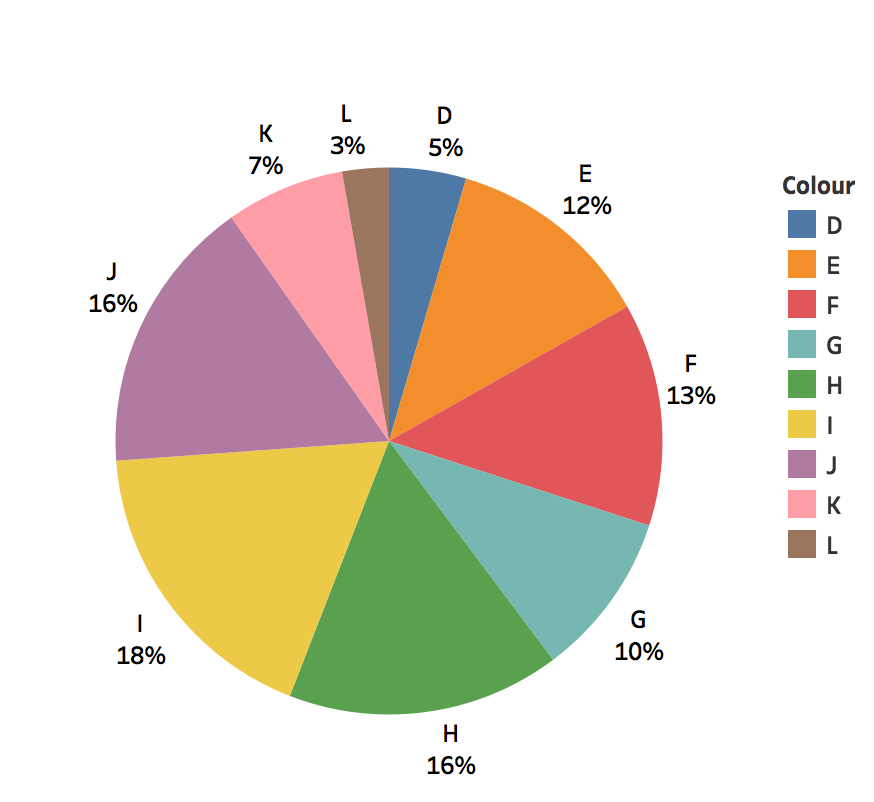 L
3%
D
5%
K
7%
E
12%
J
16%
F
13%
I
18%
G
10%
H
16%
Colour
D
E
F
G
H
I
J
K
L